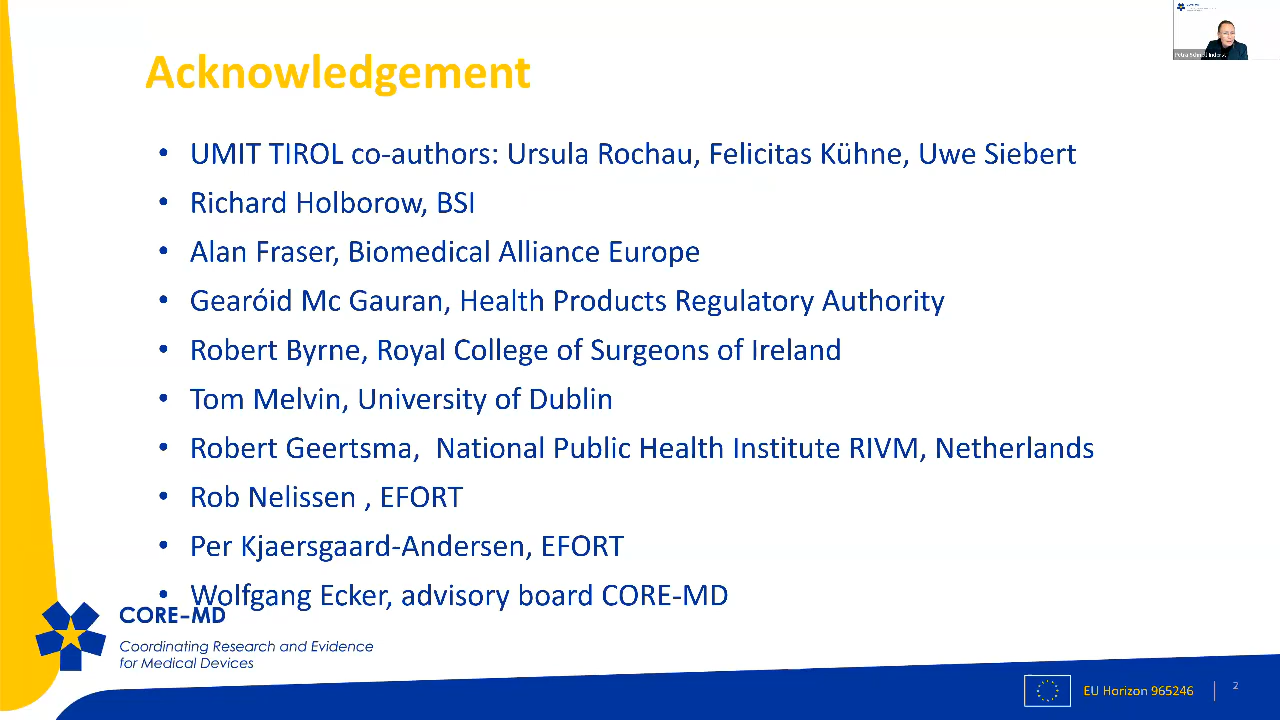 Acknowledgement
• UMIT TIROL co-authors: Ursula Rochau, Felicitas Kühne, Uwe Siebert
• Richard Holborow, BSI
• Alan Fraser, Biomedical Alliance Europe
• Gearóid Mc Gauran, Health Products Regulatory Authority
• Robert Byrne, Royal College of Surgeons of Ireland
• Tom Melvin, University of Dublin
• Robert Geertsma,  National Public Health Institute RIVM, Netherlands
• Rob Nelissen , EFORT
• Per Kjaersgaard-Andersen, EFORT
• Wolfgang Ecker, advisory board CORE-MD
CORE-MD
Coordinating Research and Evidence
for Medical Devices
EU Horizon 965246
2